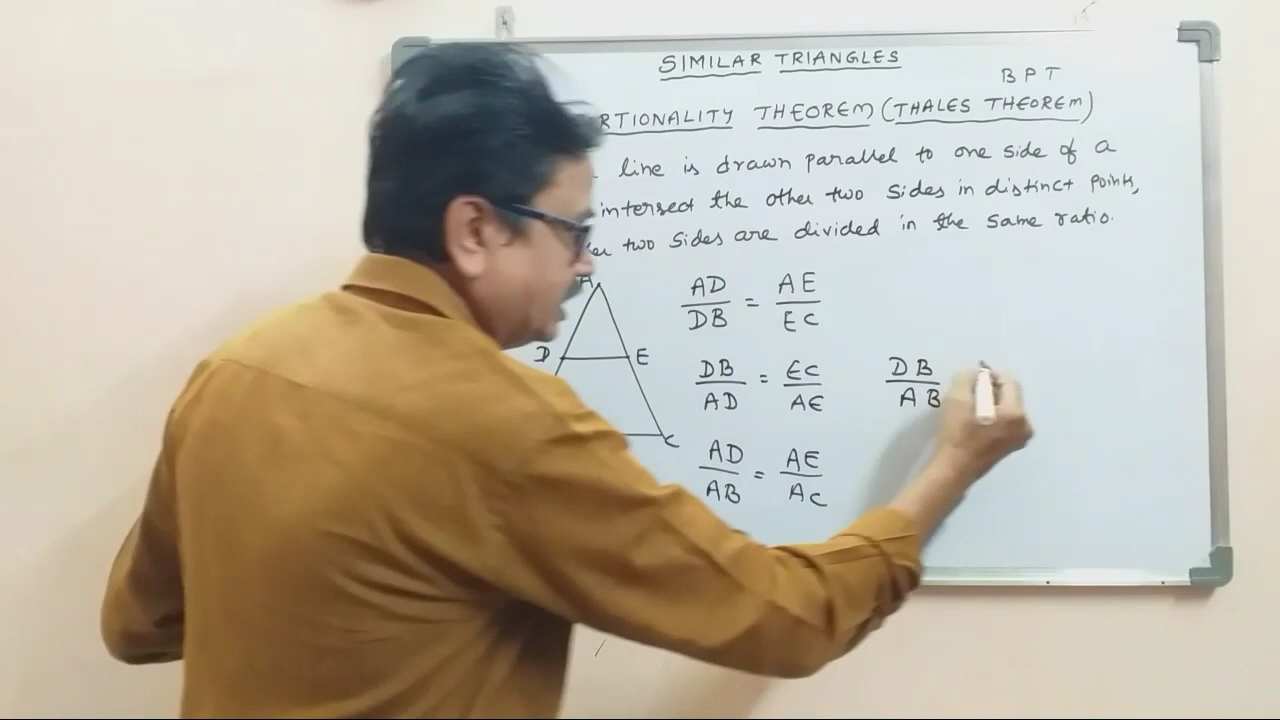 SIMILAR TRIANGLES
BPT
RTIONALITY THEOREM (THALES THEOREM)
line is drawn parallel to one side of a
intersect the other two sides in distinct points,
two sides are divided in the same ratio.
A
D E
C
AD/DB = AE/EC
DB/AD = EC/AE
DB/AB
AD/AB = AE/AC